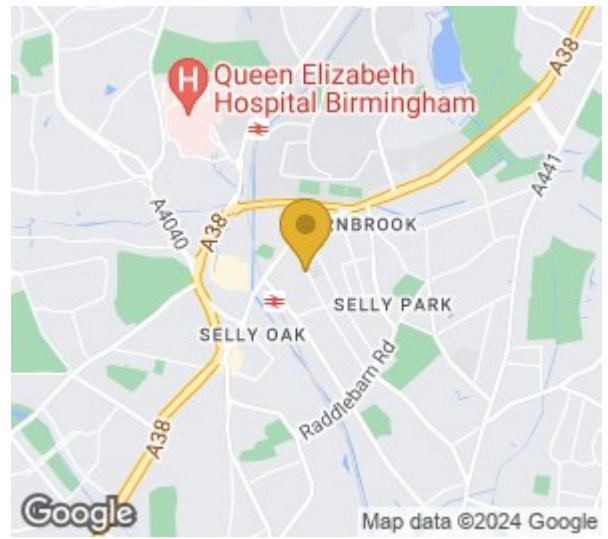 A38
H
Queen Elizabeth
Hospital Birmingham
A441
A4040
A38
RNBROOK
SELLY PARK
SELLY OAK
Raddlebarn Rd
A38
Google
Map data ©2024 Google